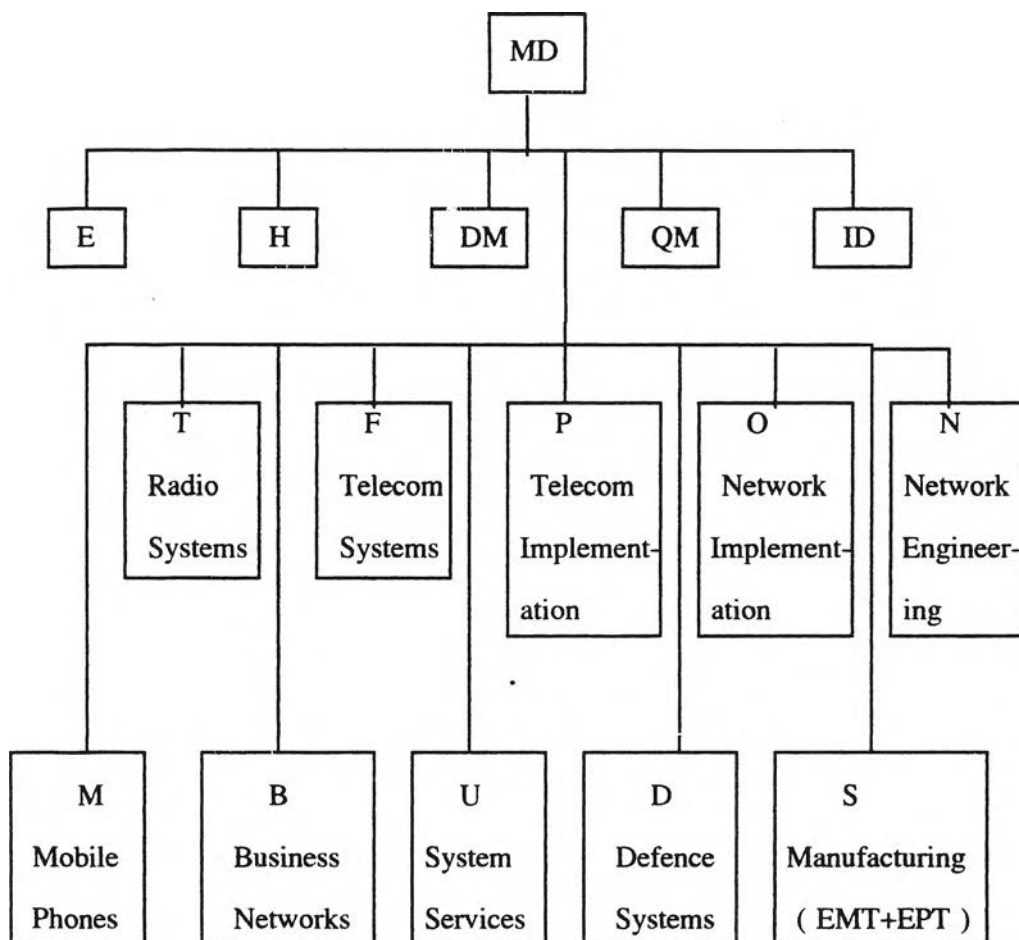 MD
E
H
DM
QM
ID
T
Radio
Systems
F
Telecom
Systems
P
Telecom
Implement-
ation
O
Network
Implement-
ation
N
Network
Engineer-
ing
M
Mobile
Phones
B
Business
Networks
U
System
Services
D
Defence
Systems
S
Manufacturing
( EMT+EPT )